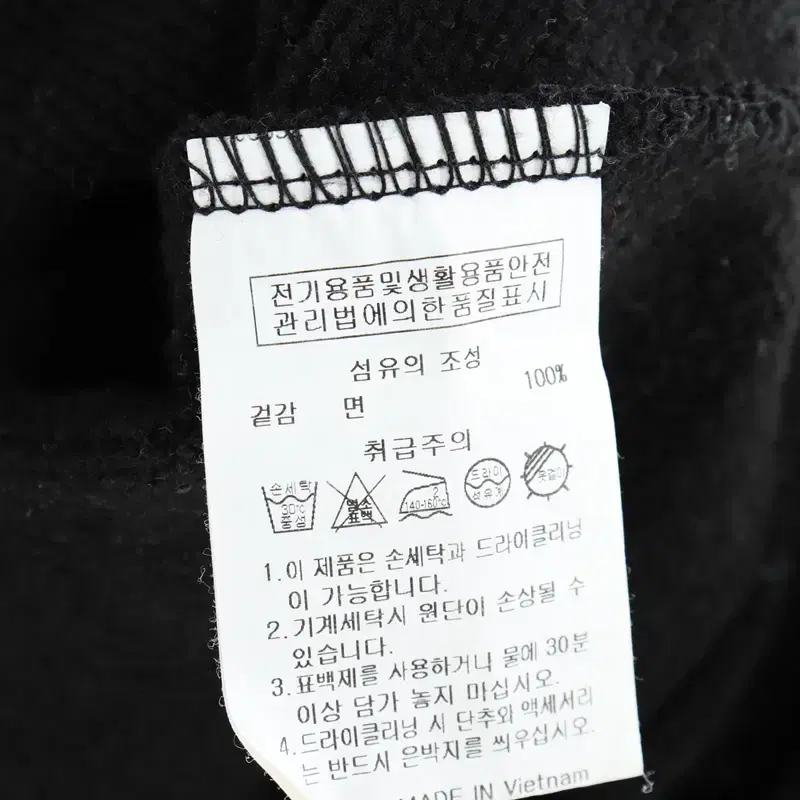 전기용품및생활용품안전
관리법에의한품질표시
섬유의 조성
겉감 면 100%
취급주의
손세탁 30℃ 중성
염소 표백
140-160℃
드라이 석유계
옷걸이
1.이 제품은 손세탁과 드라이클리닝
이 가능합니다.
2.기계세탁시 원단이 손상될 수
있습니다.
3.표백제를 사용하거나 물에 30분
이상 담가 놓지 마십시오.
4.드라이클리닝 시 단추와 액세서리
는 반드시 은박지를 씌우십시오.
MADE IN Vietnam